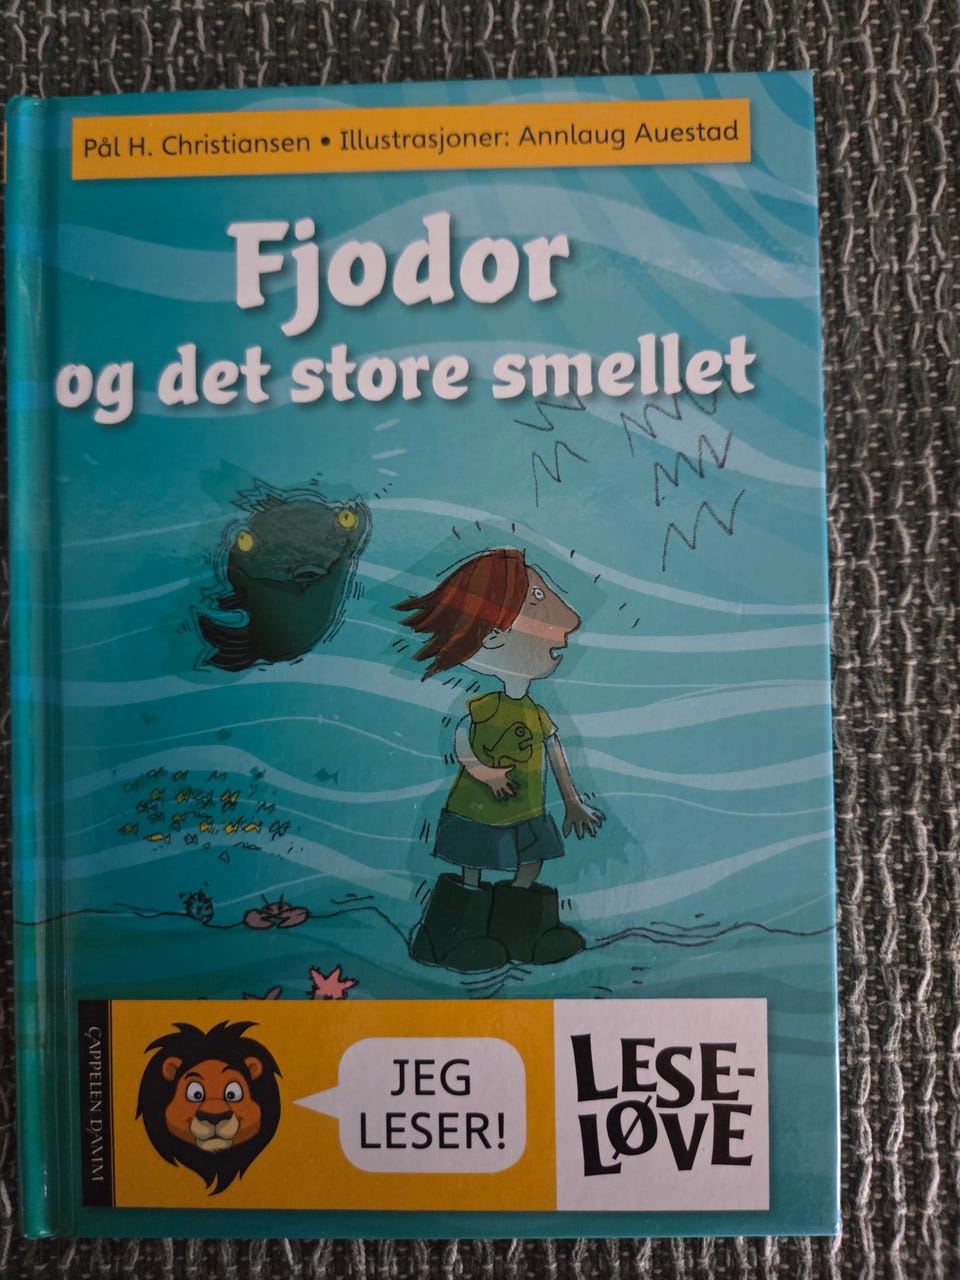 Pål H. Christiansen • Illustrasjoner: Annlaug Auestad
Fjodor
og det store smellet
CAPPELEN DAMM
JEG
LESER!
LESE-
LØVE